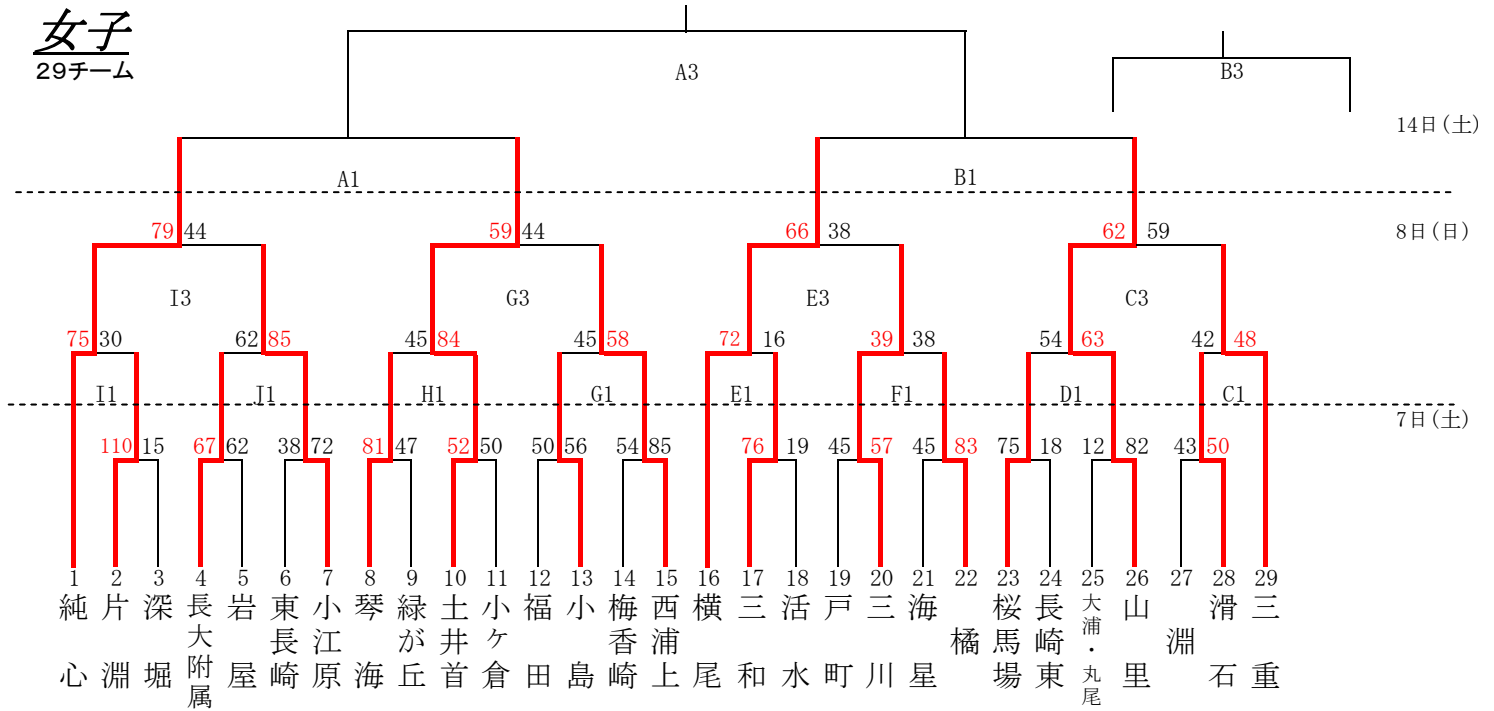 女子
29チーム
A3
B3
14日(土)
A1
B1
79 44
59 44
66 38
62 59
8日(日)
I3
G3
E3
C3
75 30
62 85
45 84
45 58
72 16
39 38
54 63
42 48
I1
J1
H1
G1
E1
F1
D1
C1
7日(土)
110 15
67 62
38 72
81 47
52 50
50 56
54 85
76 19
45 57
45 83
75 18
12 82
43 50
1 純心
2 片淵
3 深堀
4 長大附属
5 岩屋
6 東長崎
7 小江原
8 琴海
9 緑が丘
10 土井首
11 小ケ倉
12 福田
13 小島
14 梅香崎
15 西浦上
16 横尾
17 三和
18 活水
19 戸町
20 三川
21 海星
22 橘
23 桜馬場
24 長崎東
25 大浦・丸尾
26 山里
27 淵
28 滑石
29 三重